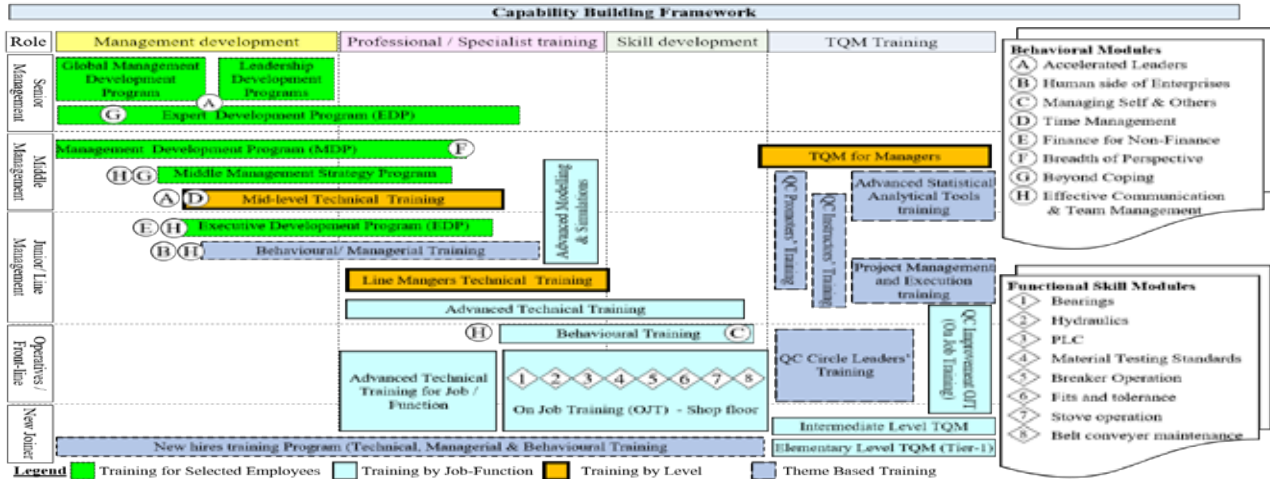 Capability Building Framework
Role
Management development
Professional / Specialist training
Skill development
TQM Training
Senior
Management
Global Management
Development
Program
Leadership
Development
Programs
A
G
Expert Development Program (EDP)
Middle
Management
Management Development Program (MDP)
F
H G
Middle Management Strategy Program
A D
Mid-level Technical Training
Advanced Modelling
& Simulations
TQM for Managers
QC Promoters' Training
QC Instructors' Training
Advanced Statistical
Analytical Tools
training
Junior/ Line
Management
E H
Executive Development Program (EDP)
B H
Behavioural/ Managerial Training
Line Mangers Technical Training
Advanced Technical Training
Project Management
and Execution
training
Operatives /
Front-line
H
Behavioural Training
C
Advanced Technical
Training for Job /
Function
1 2 3 4 5 6 7 8
On Job Training (OJT) - Shop floor
QC Circle Leaders'
Training
QC Improvement OJT
(On Job Training)
New Joiner
New hires training Program (Technical, Managerial & Behavioural Training
Intermediate Level TQM
Elementary Level TQM (Tier-1)
Legend
Training for Selected Employees
Training by Job-Function
Training by Level
Theme Based Training
Behavioral Modules
A Accelerated Leaders
B Human side of Enterprises
C Managing Self & Others
D Time Management
E Finance for Non-Finance
F Breadth of Perspective
G Beyond Coping
H Effective Communication
& Team Management
Functional Skill Modules
1 Bearings
2 Hydraulics
3 PLC
4 Material Testing Standards
5 Breaker Operation
6 Fits and tolerance
7 Stove operation
8 Belt conveyer maintenance